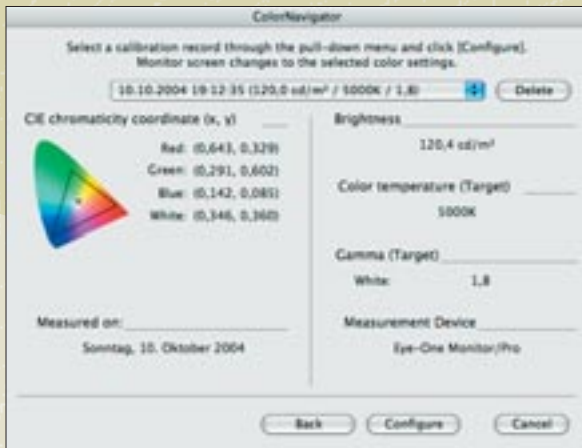 ColorNavigator
Select a calibration record through the pull-down menu and click [Configure].
Monitor screen changes to the selected color settings.
10.10.2004 19:12:35 (120,0 cd/m² / 5000K / 1,8)
Delete
CIE chromaticity coordinate (x, y)
Red: (0,643, 0,329)
Green: (0,291, 0,602)
Blue: (0,142, 0,085)
White: (0,346, 0,360)
Measured on:
Sonntag, 10. Oktober 2004
Brightness
120,4 cd/m²
Color temperature (Target)
5000K
Gamma (Target)
White: 1,8
Measurement Device
Eye-One Monitor/Pro
Back
Configure
Cancel